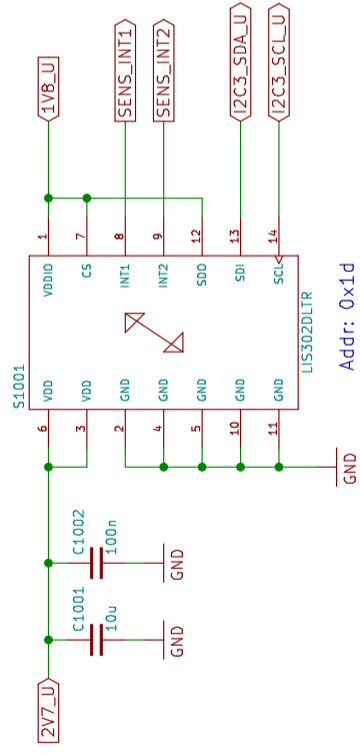 S1001
2V7_U
C1001
10u
GND
C1002
100n
GND
6 VDD
3 VDD
2 GND
4 GND
5 GND
10 GND
11 GND
GND
VDDIO 1
CS 7
INT1 8
INT2 9
SDD 12
SDI 13
SCL 14
1V8_U
SENS_INT1
SENS_INT2
I2C3_SDA_U
I2C3_SCL_U
LIS302DLTR
Addr: 0x1d